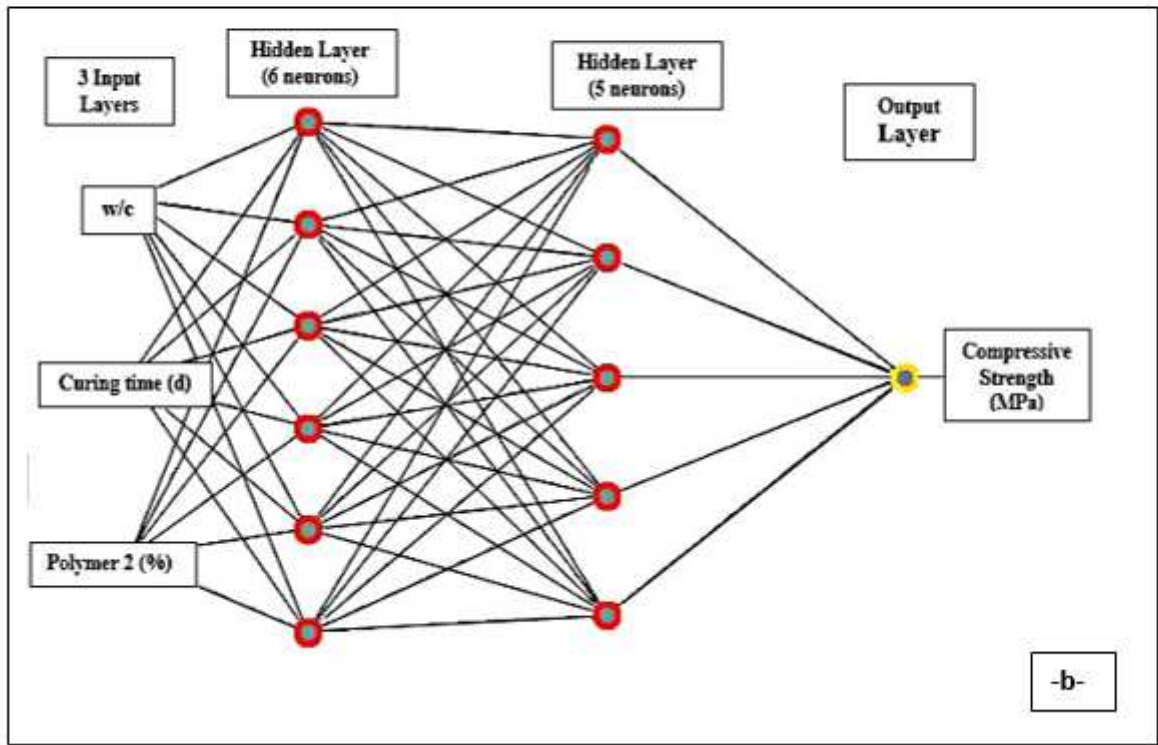 3 Input
Layers
Hidden Layer
(6 neurons)
Hidden Layer
(5 neurons)
Output
Layer
w/c
Curing time (d)
Polymer 2 (%)
Compressive
Strength
(MPa)
-b-